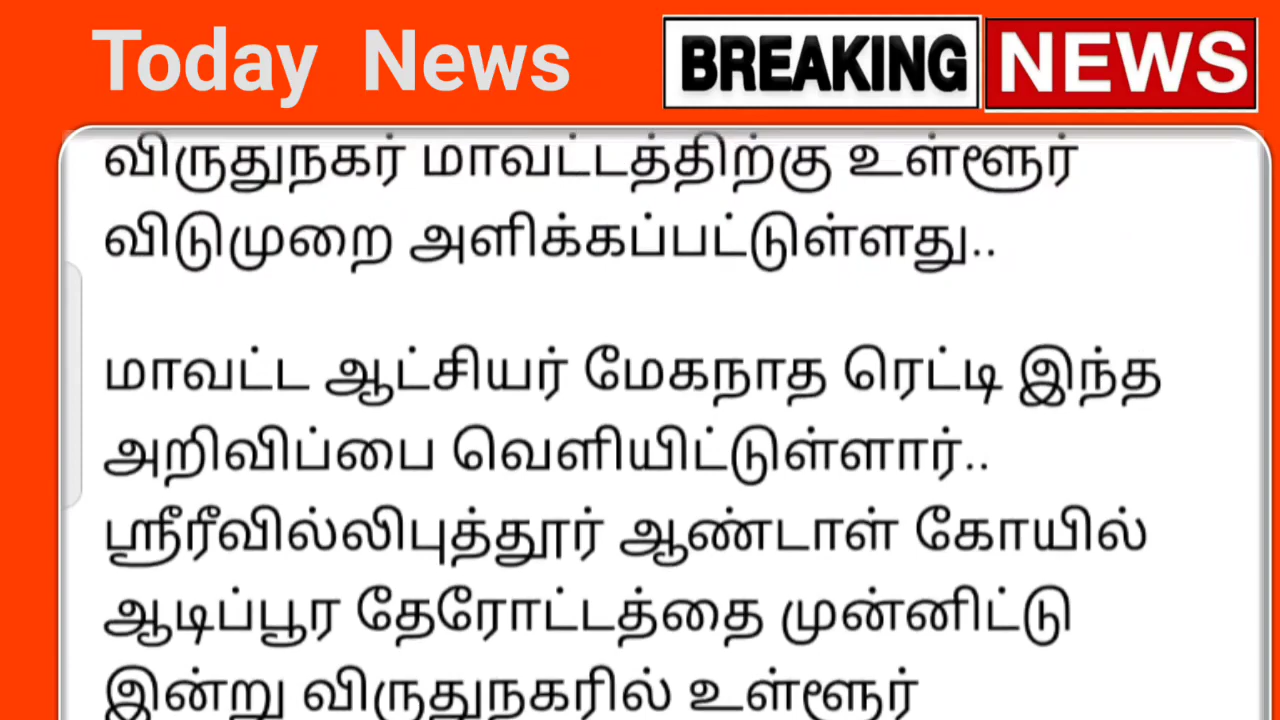 Today News
BREAKING NEWS
விருதுநகர் மாவட்டத்திற்கு உள்ளூர்
விடுமுறை அளிக்கப்பட்டுள்ளது..
மாவட்ட ஆட்சியர் மேகநாத ரெட்டி இந்த
அறிவிப்பை வெளியிட்டுள்ளார்..
ஸ்ரீரீவில்லிபுத்தூர் ஆண்டாள் கோயில்
ஆடிப்பூர தேரோட்டத்தை முன்னிட்டு
இன்று விருதுநகரில் உள்ளூர்